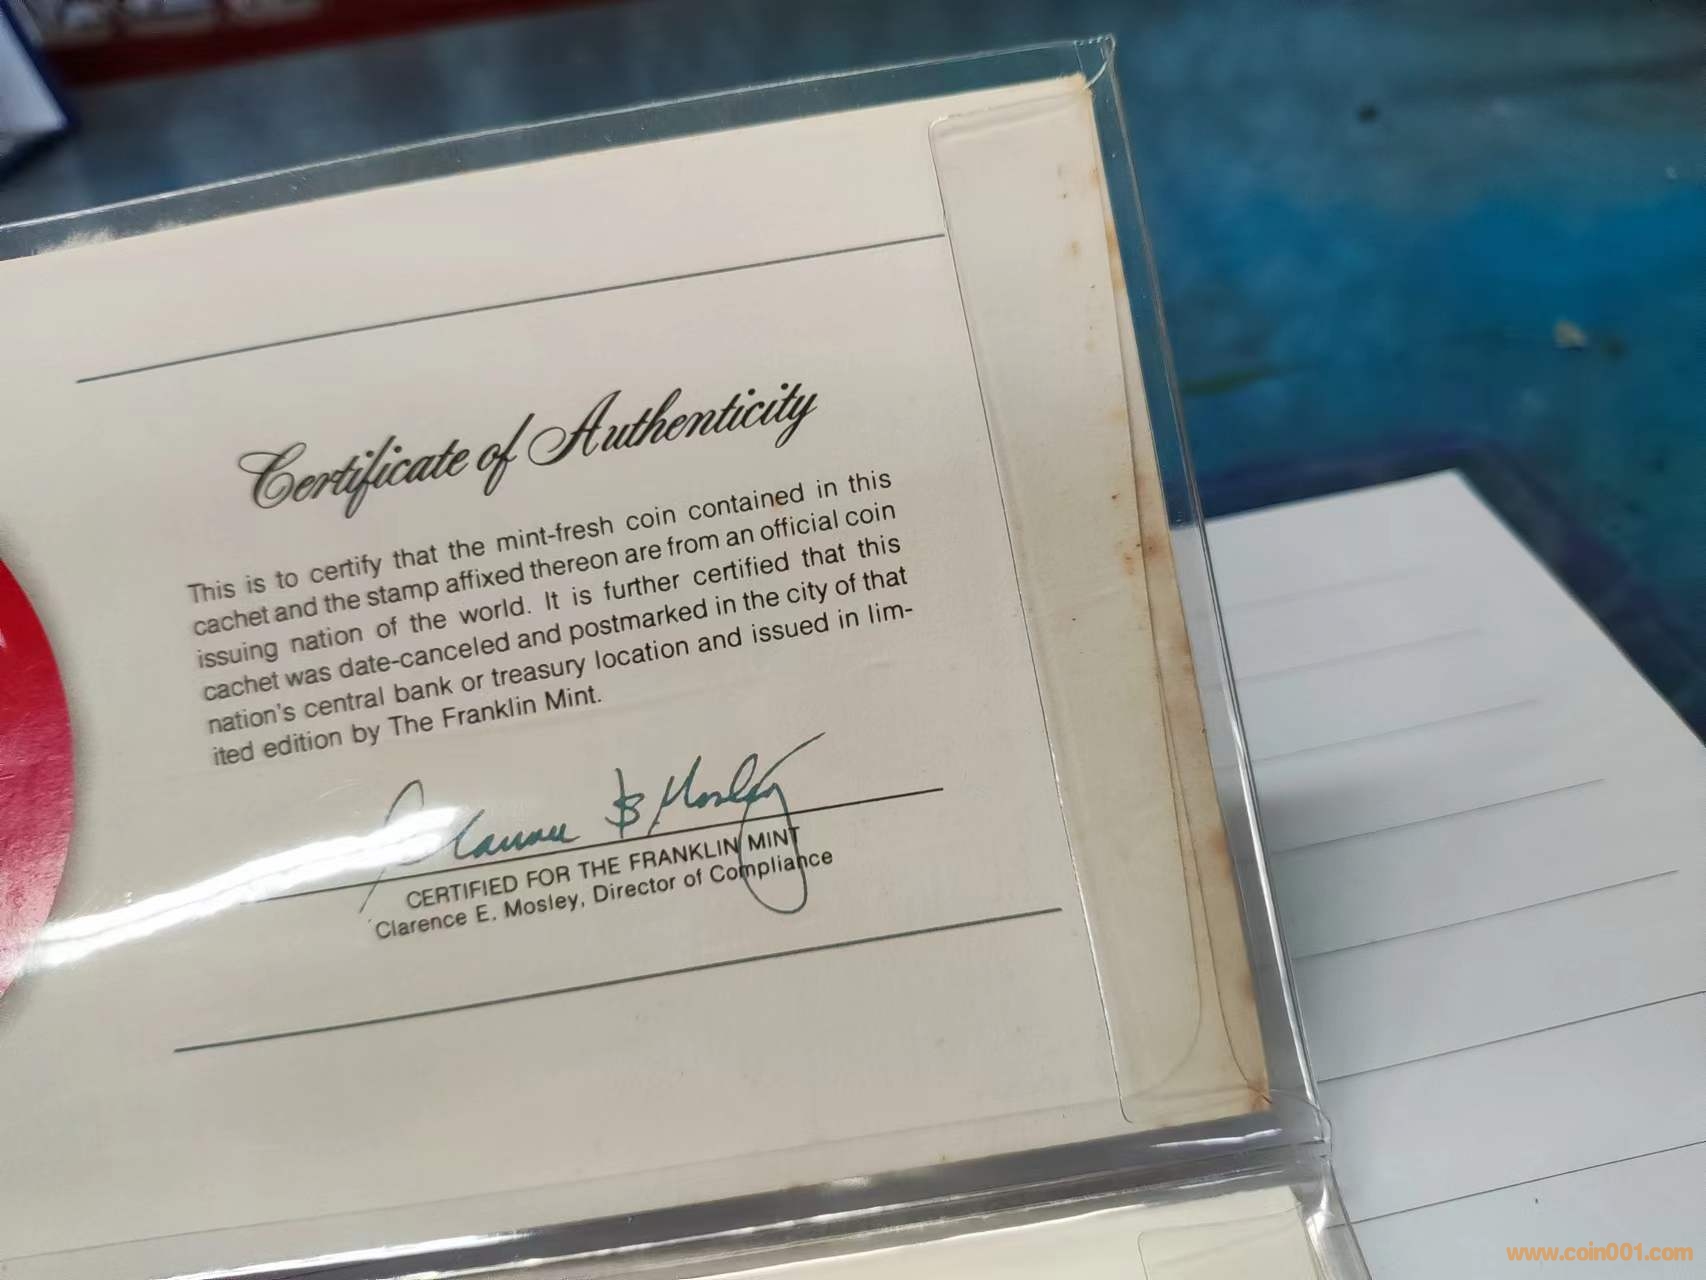 Certificate of Authenticity
This is to certify that the mint-fresh coin contained in this
cachet and the stamp affixed thereon are from an official coin
issuing nation of the world. It is further certified that this
cachet was date-canceled and postmarked in the city of that
nation's central bank or treasury location and issued in lim-
ited edition by The Franklin Mint.
Clarence E. Mosley
CERTIFIED FOR THE FRANKLIN MINT
Clarence E. Mosley, Director of Compliance
www.coin001.com